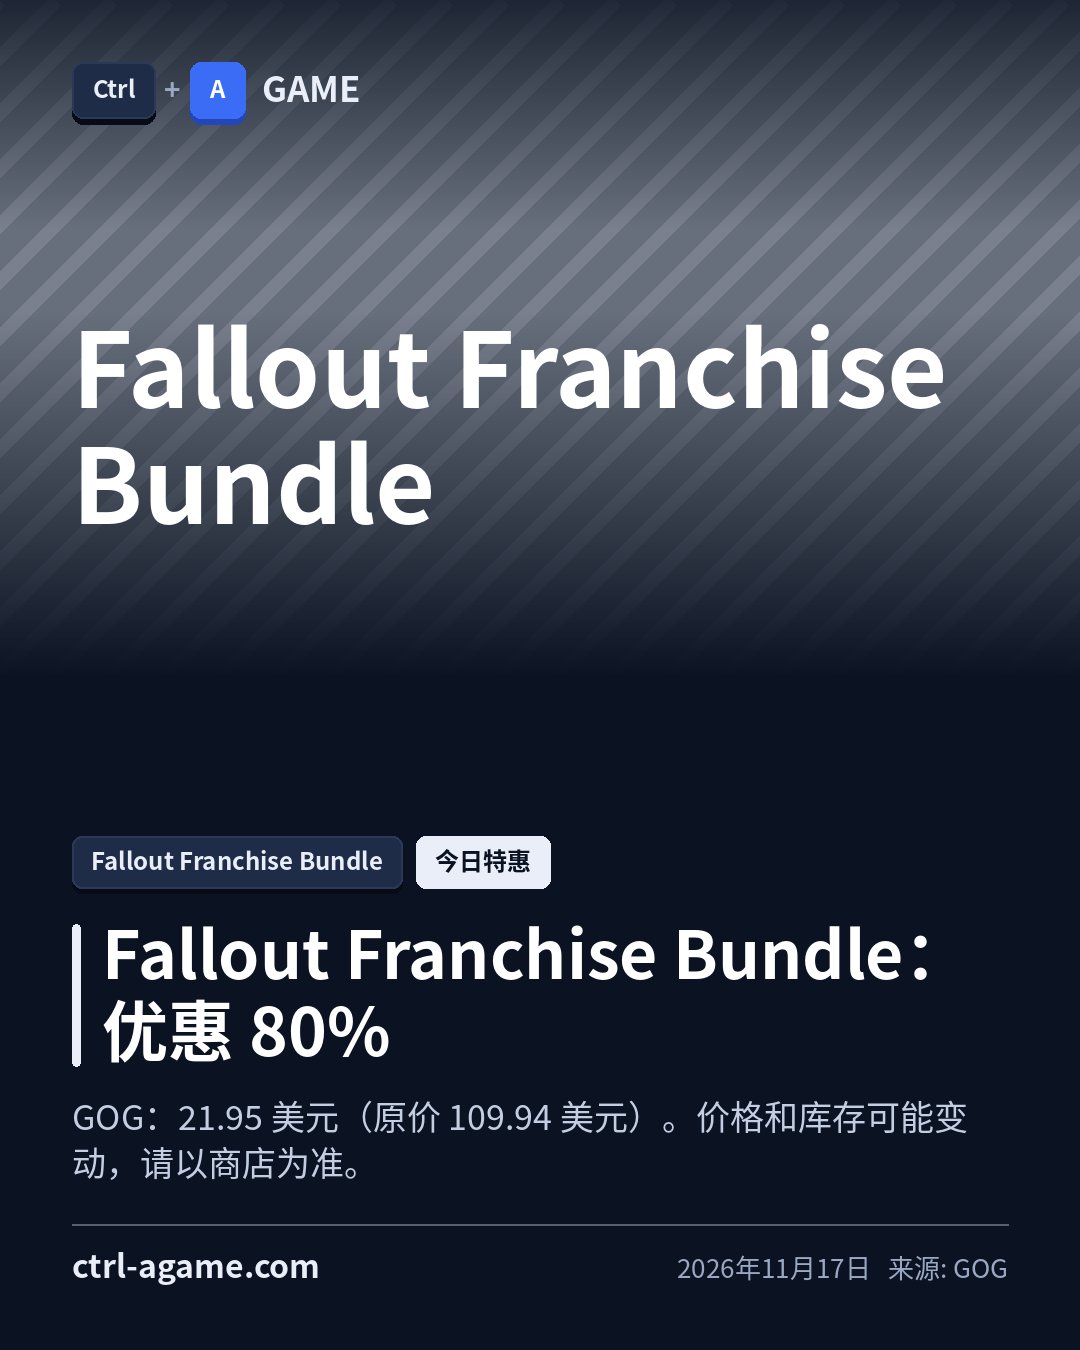 Ctrl + A GAME
Fallout Franchise
Bundle
Fallout Franchise Bundle 今日特惠
Fallout Franchise Bundle：
优惠 80%
GOG：21.95 美元（原价 109.94 美元）。价格和库存可能变
动，请以商店为准。
ctrl-agame.com 2026年11月17日 来源: GOG